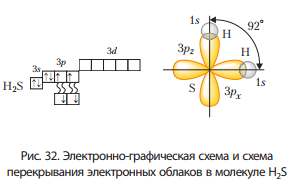 3d
3p
3s
H₂S
1s
92°
H
3p_z
H
S
3p_x
1s
Рис. 32. Электронно-графическая схема и схема
перекрывания электронных облаков в молекуле H₂S